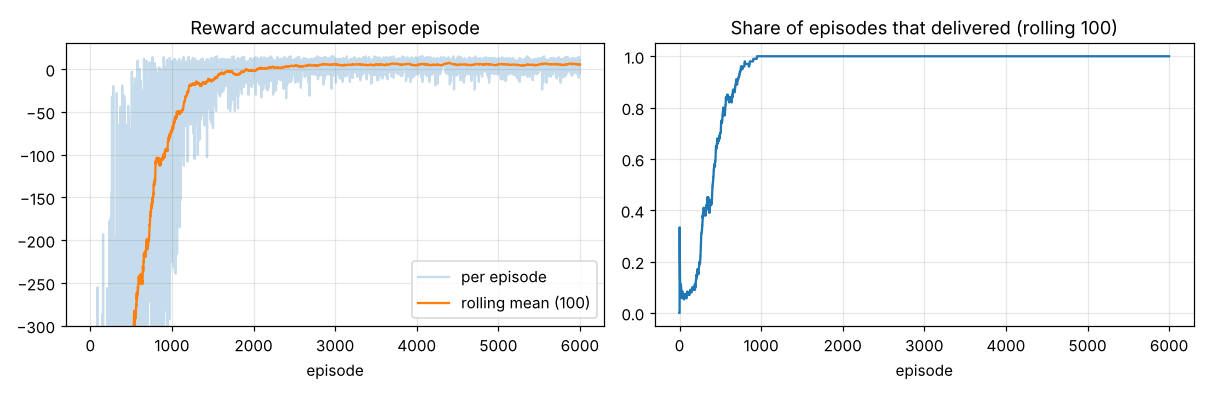 Reward accumulated per episode
0
−50
−100
−150
−200
−250
−300
0 1000 2000 3000 4000 5000 6000
episode
per episode
rolling mean (100)
Share of episodes that delivered (rolling 100)
1.0
0.8
0.6
0.4
0.2
0.0
0 1000 2000 3000 4000 5000 6000
episode